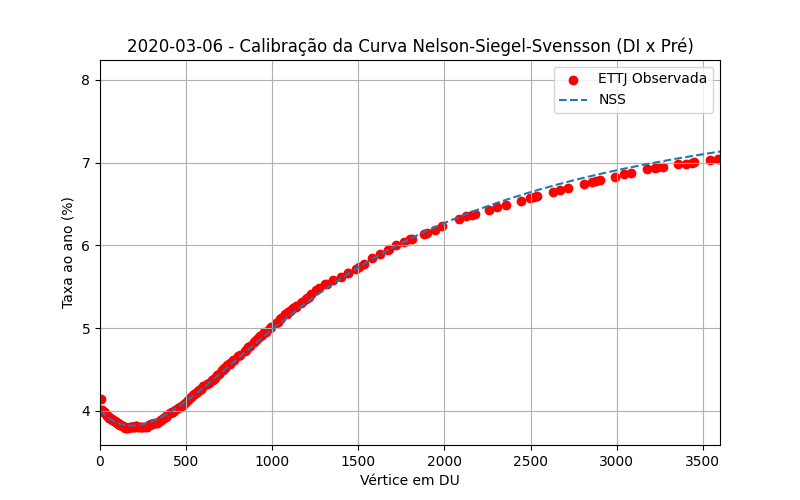 2020-03-06 - Calibração da Curva Nelson-Siegel-Svensson (DI x Pré)
ETTJ Observada
NSS
Taxa ao ano (%)
8
7
6
5
4
0 500 1000 1500 2000 2500 3000 3500
Vértice em DU